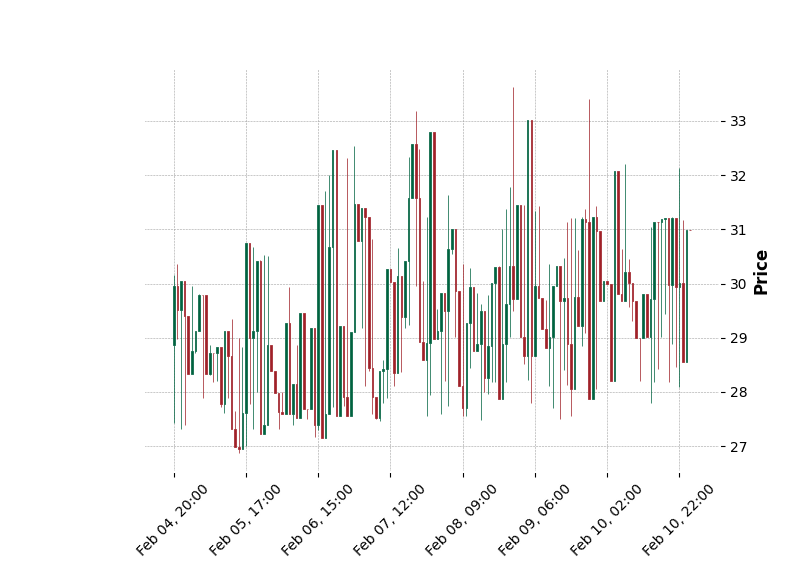 33
32
31
30
29
28
27
Price
Feb 04, 20:00
Feb 05, 17:00
Feb 06, 15:00
Feb 07, 12:00
Feb 08, 09:00
Feb 09, 06:00
Feb 10, 02:00
Feb 10, 22:00